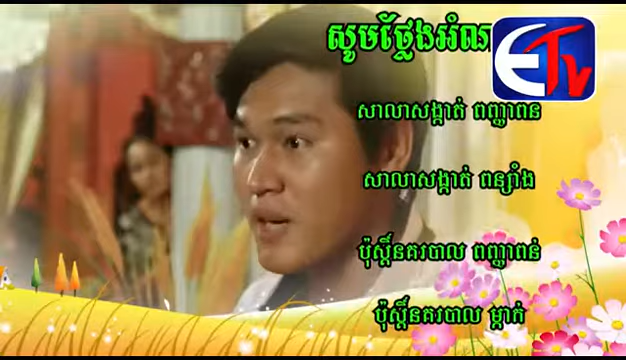 សូមថ្លែងអំណ
ETv
សាលាសង្កាត់ ពញ្ញាពន
សាលាសង្កាត់ ពន្សាំង
ប៉ុស្តិ៍នគរបាល ពញ្ញាពន់
ប៉ុស្តិ៍នគរបាល ម្កាក់